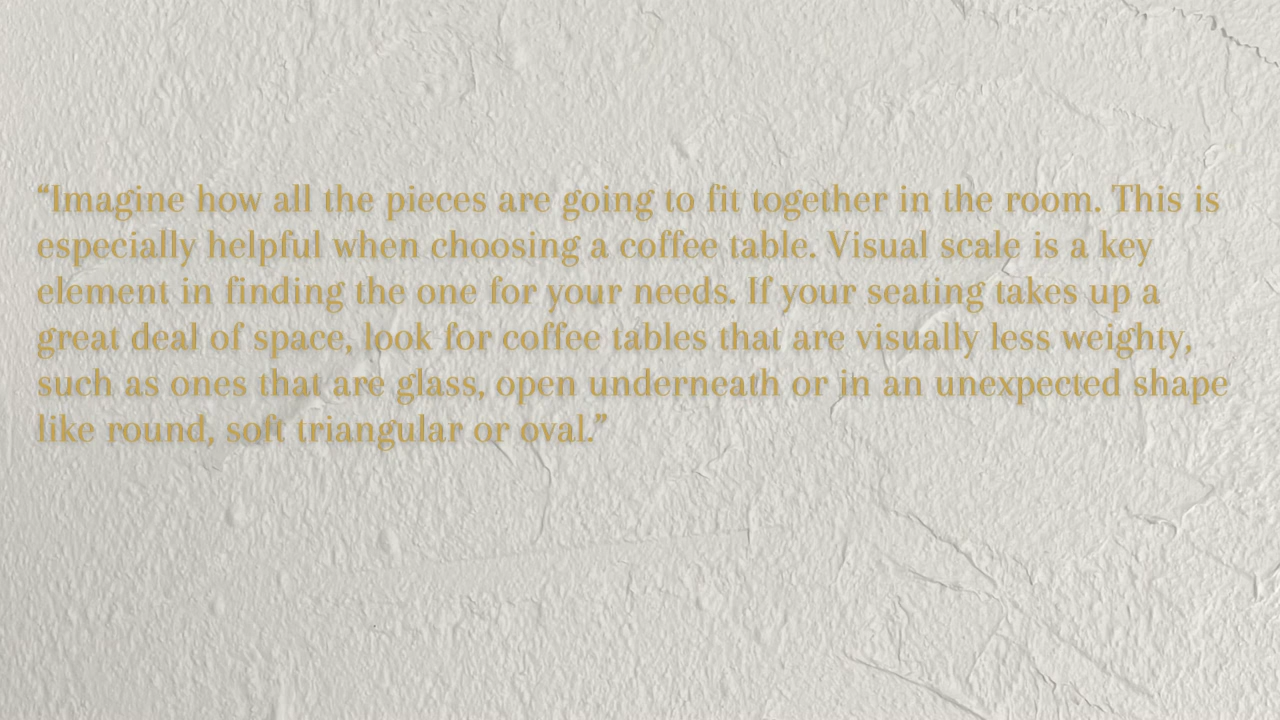 “Imagine how all the pieces are going to fit together in the room. This is
especially helpful when choosing a coffee table. Visual scale is a key
element in finding the one for your needs. If your seating takes up a
great deal of space, look for coffee tables that are visually less weighty,
such as ones that are glass, open underneath or in an unexpected shape
like round, soft triangular or oval.”